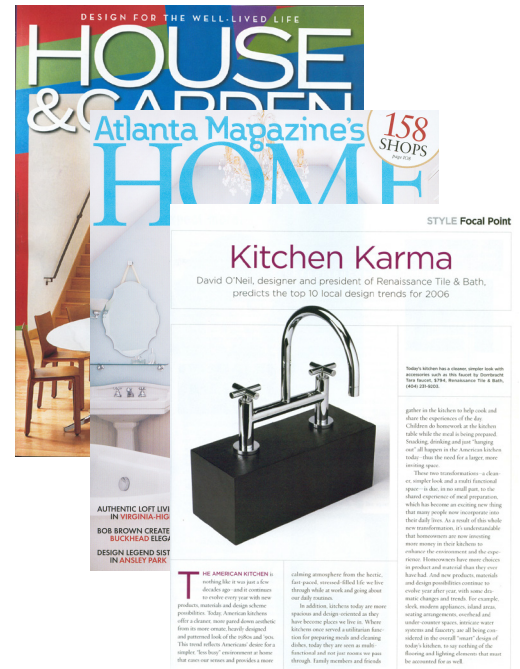 DESIGN FOR THE WELL-LIVED LIFE
HOUSE
& GARDEN
Atlanta Magazine's
HOME
158
SHOPS
page 108
AUTHENTIC LOFT LIVI
IN VIRGINIA-HIG
BOB BROWN CREATE
BUCKHEAD ELEGA
DESIGN LEGEND SIST
IN ANSLEY PARK
STYLE Focal Point
Kitchen Karma
David O'Neil, designer and president of Renaissance Tile & Bath,
predicts the top 10 local design trends for 2006
Today's kitchen has a cleaner, simpler look with
accessories such as this faucet by Dornbracht
Tara faucet, $764, Renaissance Tile & Bath,
(404) 231-9203.
THE AMERICAN KITCHEN is
nothing like it was just a few
decades ago–and it continues
to evolve every year with new
products, materials and design scheme
possibilities. Today, American kitchens
offer a cleaner, more pared down aesthetic
from its more ornate, heavily designed
and patterned look of the 1980s and '90s.
This trend reflects Americans' desire for a
simpler, "less busy" environment at home
that eases our senses and provides a more
calming atmosphere from the hectic,
fast-paced, stressed-filled life we live
through while at work and going about
our daily routines.
In addition, kitchens today are more
spacious and design-oriented as they
have become places we live in. Where
kitchens once served a utilitarian func-
tion for preparing meals and cleaning
dishes, today they are seen as multi-
functional and not just rooms we pass
through. Family members and friends
gather in the kitchen to help cook and
share the experiences of the day.
Children do homework at the kitchen
table while the meal is being prepared.
Snacking, drinking and just "hanging
out" all happen in the American kitchen
today–thus the need for a larger, more
inviting space.
These two transformations–a clean-
er, simpler look and a multi functional
space–is due, in no small part, to the
shared experience of meal preparation,
which has become an exciting new thing
that many people now incorporate into
their daily lives. As a result of this whole
new transformation, it's understandable
that homeowners are now investing
more money in their kitchens to
enhance the environment and the expe-
rience. Homeowners have more choices
in product and material than they ever
have had. And new products, materials
and design possibilities continue to
evolve year after year, with some dra-
matic changes and trends. For example,
sleek, modern appliances, island areas,
seating arrangements, overhead and
under-counter spaces, intricate water
systems and faucetry, are all being con-
sidered in the overall "smart" design of
today's kitchen, to say nothing of the
flooring and lighting elements that must
be accounted for as well.